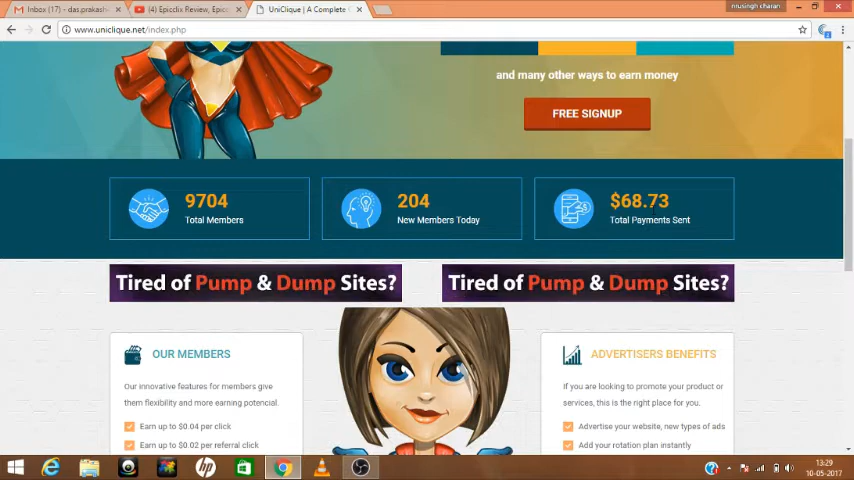 nrusingh charan
Inbox (17) - das.prakash
(4) Epicclix Review, Epicc
UniClique | A Complete
www.uniclique.net/index.php
and many other ways to earn money
FREE SIGNUP
9704
Total Members
204
New Members Today
$68.73
Total Payments Sent
Tired of Pump & Dump Sites?
Tired of Pump & Dump Sites?
OUR MEMBERS
Our innovative features for members give
them flexibility and more earning potencial.
Earn up to $0.04 per click
Earn up to $0.02 per referral click
ADVERTISERS BENEFITS
If you are looking to promote your product or
services, this is the right place for you.
Advertise your website, new types of ads
Add your rotation plan instantly
13:29
10-05-2017